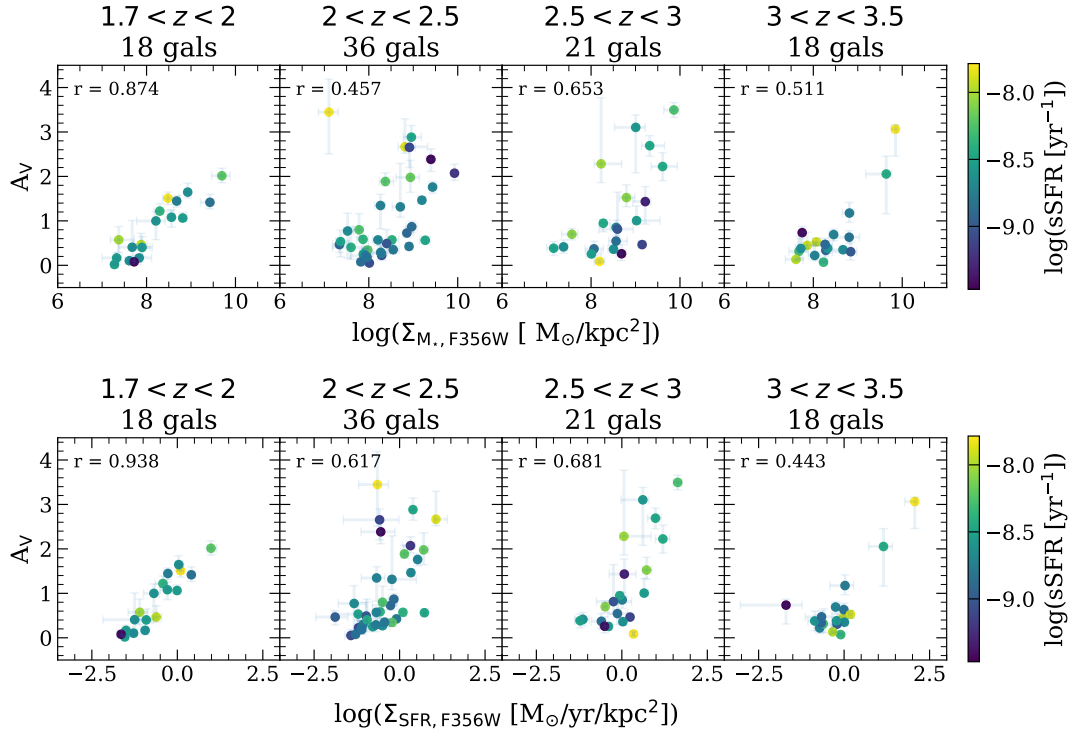 1.7 < z < 2 2 < z < 2.5 2.5 < z < 3 3 < z < 3.5
18 gals 36 gals 21 gals 18 gals
r = 0.874 r = 0.457 r = 0.653 r = 0.511
4
3
2
1
0
A_V
6 8 10 6 8 10 6 8 10 6 8 10
log(Σ_{M⋆, F356W} [ M⊙/kpc²])
−8.0
−8.5
−9.0
log(sSFR [yr⁻¹]
1.7 < z < 2 2 < z < 2.5 2.5 < z < 3 3 < z < 3.5
18 gals 36 gals 21 gals 18 gals
r = 0.938 r = 0.617 r = 0.681 r = 0.443
4
3
2
1
0
A_V
−2.5 0.0 2.5 −2.5 0.0 2.5 −2.5 0.0 2.5 −2.5 0.0 2.5
log(Σ_{SFR, F356W} [M⊙/yr/kpc²])
−8.0
−8.5
−9.0
log(sSFR [yr⁻¹]